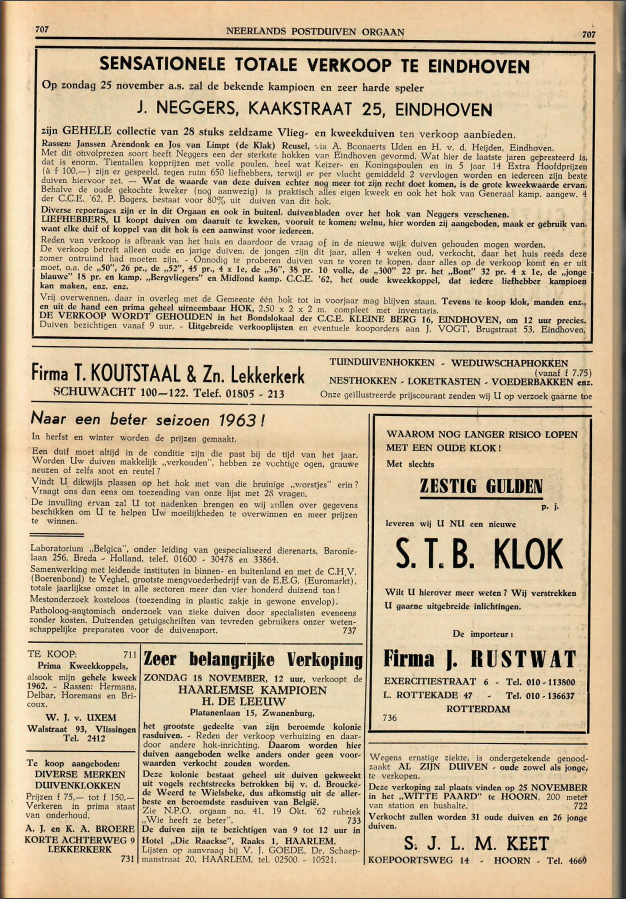 707
NEERLANDS POSTDUIVEN ORGAAN
707
SENSATIONELE TOTALE VERKOOP TE EINDHOVEN
Op zondag 25 november a.s. zal de bekende kampioen en zeer harde speler
J. NEGGERS, KAAKSTRAAT 25, EINDHOVEN
zijn GEHELE collectie van 28 stuks zeldzame Vlieg- en kweekduiven ten verkoop aanbieden.
Rassen: Janssen Arendonk en Jos van Limpt (de Klak) Reusel, via A. Boonaerts Uden en H. v. d. Heijden, Eindhoven.
Met dit onvolprezen soort heeft Neggers een der sterkste hokken van Eindhoven gevormd. Wat hier de laatste jaren gepresteerd is,
dat is enorm. Tientallen kopprijzen met volle poulen, heel wat Keizer- en Koningspoulen en in 5 jaar 14 Extra Hoofdprijzen
(à f 100,—) zijn er gespeeld, tegen ruim 650 liefhebbers, terwijl er per vlucht gemiddeld 2 vervlogen worden en iedereen zijn beste
duiven hiervoor zet. — Wat de waarde van deze duiven echter nog meer tot zijn recht doet komen, is de grote kweekwaarde ervan.
Behalve de oude gekochte kweker (nog aanwezig) is praktisch alles eigen kweek en ook het hok van Generaal kamp. aangew. 4
der C.C.E. '62, P. Bogers, bestaat voor 80% uit duiven van dit hok.
Diverse reportages zijn er in dit Orgaan en ook in buitenl. duivenbladen over het hok van Neggers verschenen.
LIEFHEBBERS, U koopt duiven om daaruit te kweken, vooruit te komen; welnu, hier worden zij aangeboden, maak er gebruik van,
want elke duif of koppel van dit hok is een aanwinst voor iedereen.
Reden van verkoop is afbraak van het huis en daardoor de vraag of in de nieuwe wijk duiven gehouden mogen worden.
De verkoop betreft alleen oude en jarige duiven, de jongen zijn dit jaar, allen 4 weken oud, verkocht, daar het huis reeds deze
zomer ontruimd had moeten zijn. - Onnodig te proberen duiven van te voren te kopen, daar alles op de verkoop komt en er uit
moet, o.a. de "50", 26 pr., de "52", 45 pr., 4 x 1e, de "36", 38 pr. 10 volle, de "300" 22 pr. het "Bont" 32 pr. 4 x 1e, de "jonge
blauwe" 18 pr. en kamp. "Bergvliegers" en Midfond kamp. C.C.E. '62, het oude kweekkoppel, dat iedere liefhebber kampioen
kan maken, enz. enz.
Vrij overwennen, daar in overleg met de Gemeente één hok tot in voorjaar mag blijven staan. Tevens te koop klok, manden enz.,
en uit de hand een prima geheel uitneembaar HOK, 2,50 x 2 x 2 m. compleet met inventaris.
DE VERKOOP WORDT GEHOUDEN in het Bondslokaal der C.C.E. KLEINE BERG 16, EINDHOVEN, om 12 uur precies.
Duiven bezichtigen vanaf 9 uur. - Uitgebreide verkooplijsten en eventuele kooporders aan J. VOGT, Brugstraat 53, Eindhoven,
Firma T. KOUTSTAAL & Zn. Lekkerkerk
SCHUWACHT 100—122. Telef. 01805 - 213
TUINDUIVENHOKKEN - WEDUWSCHAPHOKKEN
(vanaf f 7.75)
NESTHOKKEN - LOKETKASTEN - VOEDERBAKKEN enz.
Onze geïllustreerde prijscourant zenden wij U op verzoek gaarne toe
Naar een beter seizoen 1963!
In herfst en winter worden de prijzen gemaakt.
Een duif moet altijd in de conditie zijn die past bij de tijd van het jaar.
Worden Uw duiven makkelijk „verkouden", hebben ze vochtige ogen, grauwe
neuzen of zelfs snot en reutel?
Vindt U dikwijls plassen op het hok met van die bruinige „worstjes" erin?
Vraagt ons dan eens om toezending van onze lijst met 28 vragen.
De invulling ervan zal U tot nadenken brengen en wij zullen over gegevens
beschikken om U te helpen Uw moeilijkheden te overwinnen en meer prijzen
te winnen.
Laboratorium „Belgica", onder leiding van gespecialiseerd dierenarts, Baronie-
laan 256, Breda - Holland, telef. 01600 - 30478 en 33864.
Samenwerking met leidende instituten in binnen- en buitenland en met de C.H.V.
(Boerenbond) te Veghel, grootste mengvoederbedrijf van de E.E.G. (Euromarkt),
totale jaarlijkse omzet in alle sectoren meer dan vier honderd duizend ton!
Mestonderzoek kosteloos (toezending in plastic zakje in gewone envelop).
Patholoog-anatomisch onderzoek van zieke duiven door specialisten eveneens
zonder kosten. Duizenden getuigschriften van tevreden gebruikers onzer weten-
schappelijke preparaten voor de duivensport. 737
WAAROM NOG LANGER RISICO LOPEN
MET EEN OUDE KLOK!
Met slechts
ZESTIG GULDEN
p. j.
leveren wij U NU een nieuwe
S.T.B. KLOK
Wilt U hierover meer weten? Wij verstrekken
U gaarne uitgebreide inlichtingen.
De importeur:
Firma J. RUSTWAT
EXERCITIESTRAAT 6 - Tel. 010-113800
L. ROTTEKADE 47 - Tel. 010-136637
ROTTERDAM
736
TE KOOP: 711
Prima Kweekkoppels,
alsook mijn gehele kweek
1962. - Rassen: Hermans,
Delbar, Horemans en Bri-
coux.
W. J. v. UXEM
Walstraat 93, Vlissingen
Tel. 2412
Te koop aangeboden:
DIVERSE MERKEN
DUIVENKLOKKEN
Prijzen f 75,— tot f 150,—
Verkeren in prima staat
van onderhoud.
A. J. en K. A. BROERE
KORTE ACHTERWEG 9
LEKKERKERK
731
Zeer belangrijke Verkoping
ZONDAG 18 NOVEMBER, 12 uur, verkoopt de
HAARLEMSE KAMPIOEN
H. DE LEEUW
Platanenlaan 15, Zwanenburg,
het grootste gedeelte van zijn beroemde kolonie
rasduiven. - Reden der verkoop verhuizing en daar-
door andere hok-inrichting. Daarom worden hier
duiven aangeboden welke anders onder geen voor-
waarden verkocht zouden worden.
Deze kolonie bestaat geheel uit duiven gekweekt
uit vogels rechtstreeks betrokken bij v. d. Broucke-
de Weerd te Wielsbeke, dus afkomstig uit de aller-
beste en beroemdste rasduiven van België.
Zie N.P.O. orgaan no. 41, 19 Okt. '62 rubriek
„Wie heeft ze beter". 733
De duiven zijn te bezichtigen van 9 tot 12 uur in
Hotel „Die Raackse", Raaks 1, HAARLEM.
Lijsten op aanvraag bij V. J. GOEDE, Dr. Schaep-
manstraat 20, HAARLEM, tel. 02500 - 10521.
Wegens ernstige ziekte, is ondergetekende genood-
zaakt AL ZIJN DUIVEN - oude zowel als jonge,
te verkopen.
Deze verkoping zal plaats vinden op 25 NOVEMBER
in het „WITTE PAARD" te HOORN. 200 meter
van station en bushalte. 722
Verkocht zullen worden 31 oude duiven en 26 jonge
duiven.
S. J. L. M. KEET
KOEPOORTSWEG 14 - HOORN - Tel. 4669